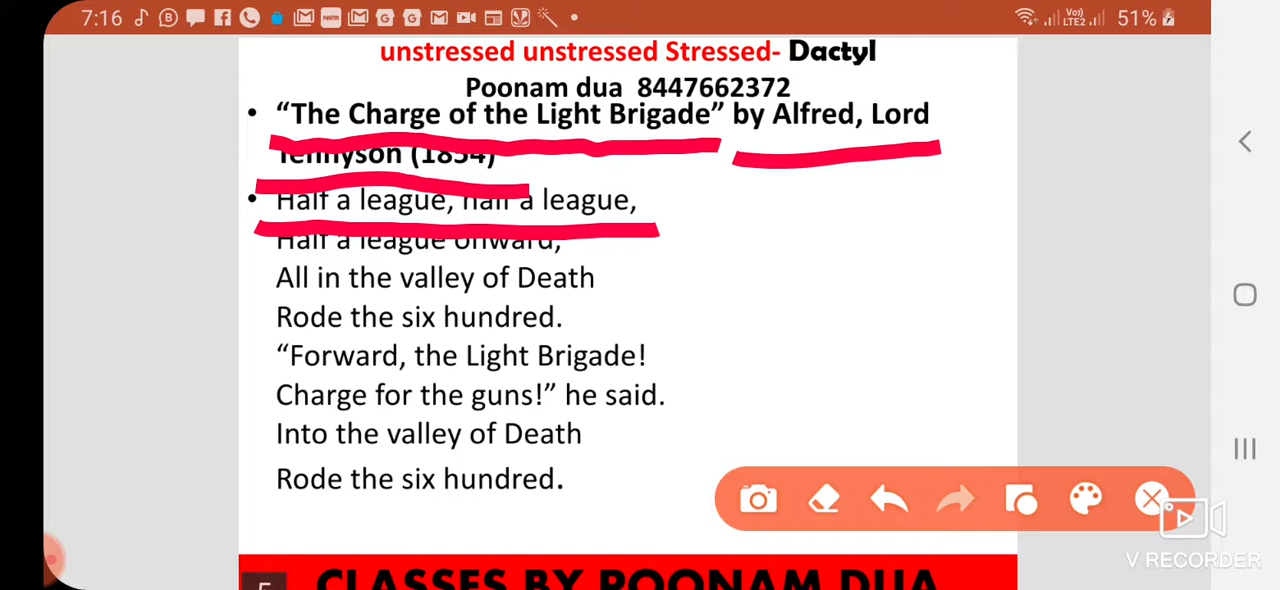 7:16
51%
unstressed unstressed Stressed- Dactyl
Poonam dua 8447662372
• “The Charge of the Light Brigade” by Alfred, Lord
Tennyson (1854)
• Half a league, half a league,
Half a league onward,
All in the valley of Death
Rode the six hundred.
“Forward, the Light Brigade!
Charge for the guns!” he said.
Into the valley of Death
Rode the six hundred.
V RECORDER
CLASSES BY POONAM DUA